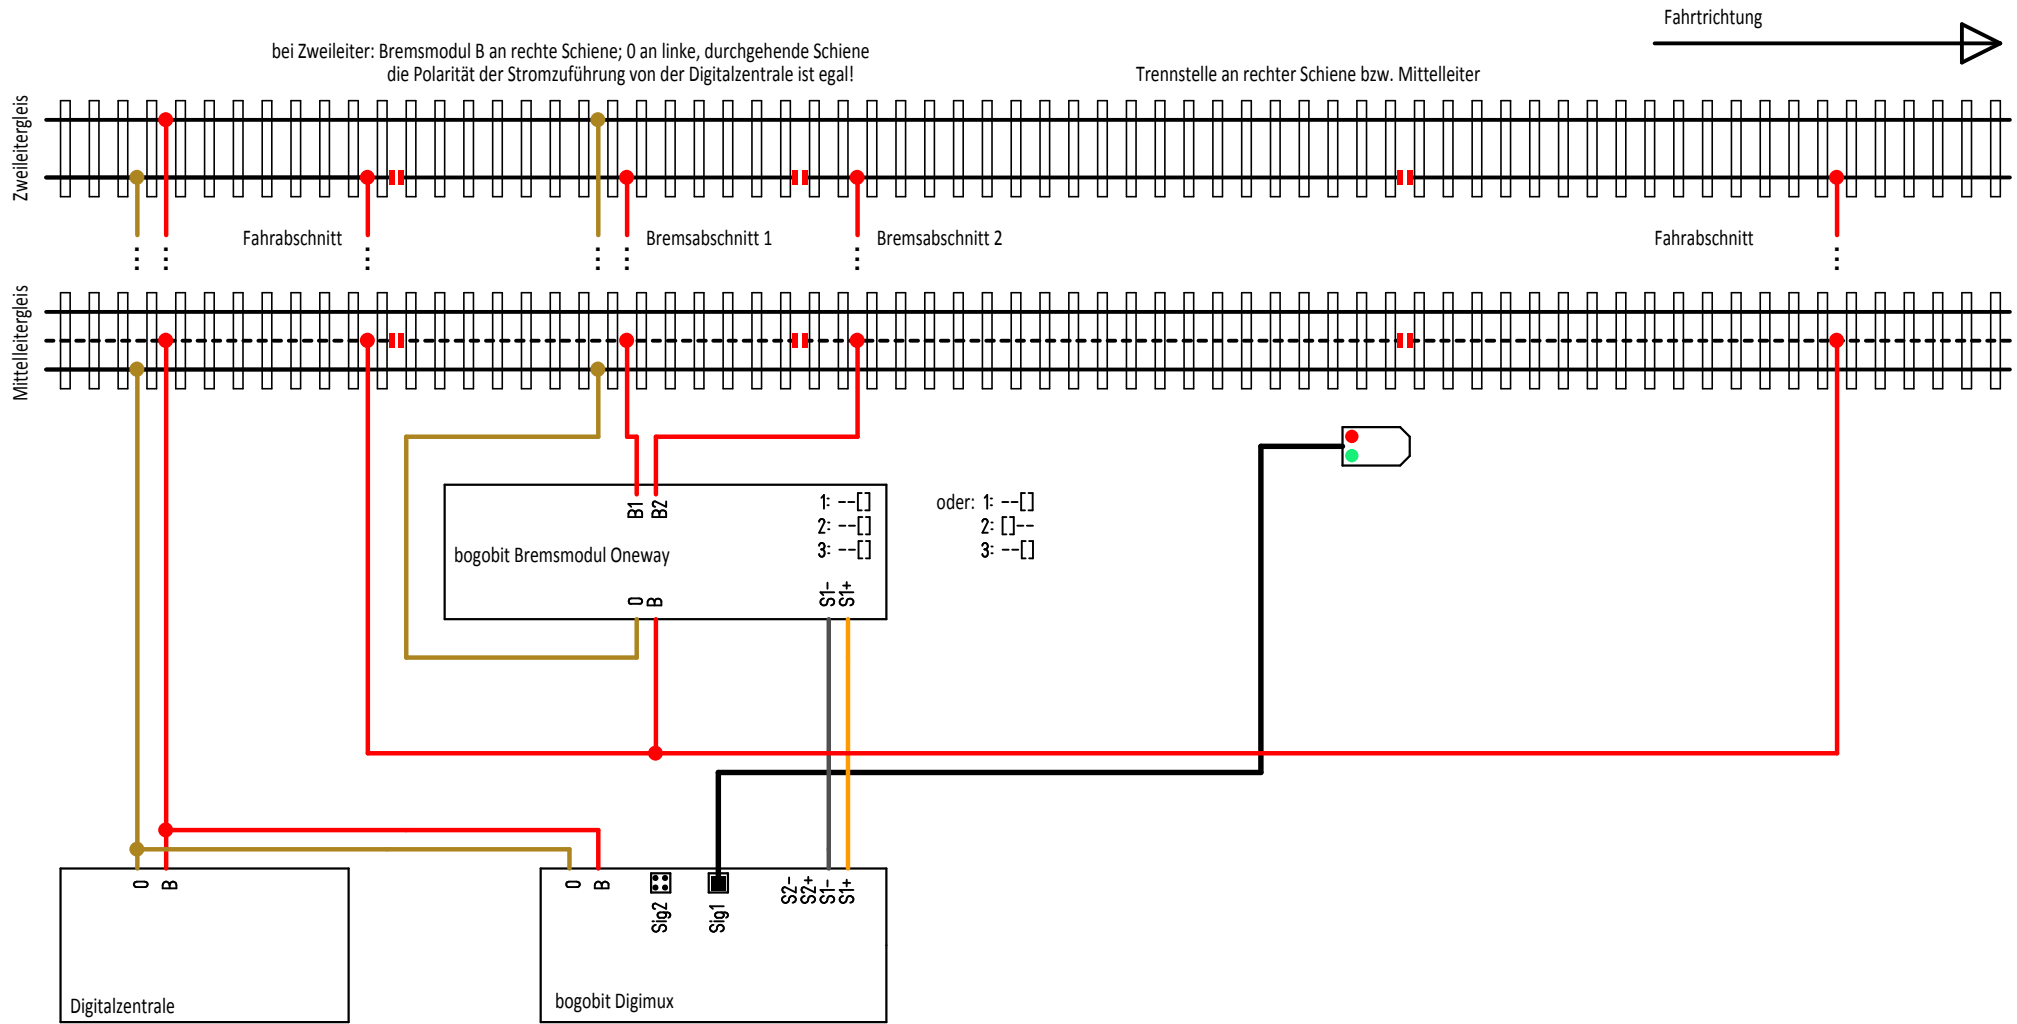 Fahrtrichtung
bei Zweileiter: Bremsmodul B an rechte Schiene; 0 an linke, durchgehende Schiene
die Polarität der Stromzuführung von der Digitalzentrale ist egal!
Trennstelle an rechter Schiene bzw. Mittelleiter
Zweileitergleis
Fahrabschnitt
Bremsabschnitt 1
Bremsabschnitt 2
Fahrabschnitt
Mittelleitergleis
B1
B2
1: --[]
2: --[]
3: --[]
oder: 1: --[]
2: []--
3: --[]
bogobit Bremsmodul Oneway
0
B
S1-
S1+
0
B
0
B
Sig2
Sig1
S2-
S2+
S1-
S1+
Digitalzentrale
bogobit Digimux